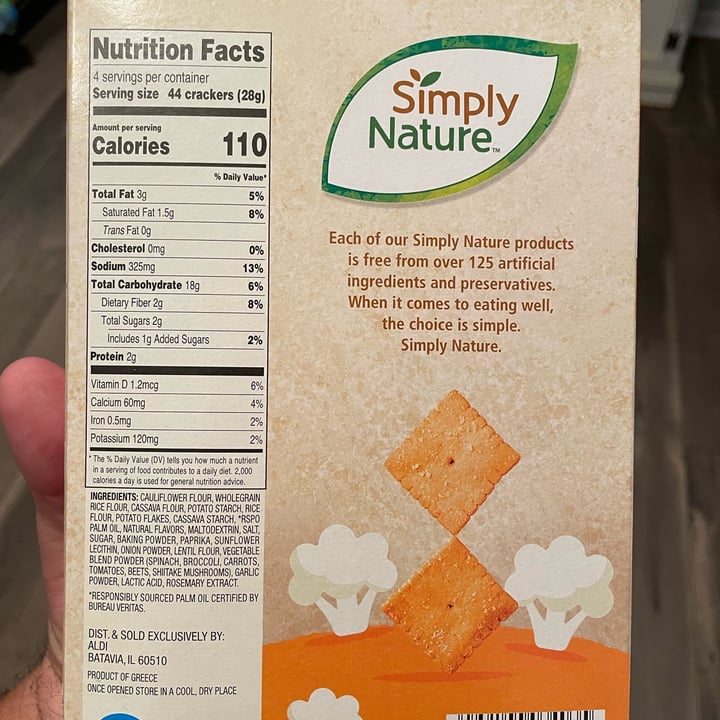 Nutrition Facts
4 servings per container
Serving size 44 crackers (28g)
Amount per serving
Calories 110
% Daily Value*
Total Fat 3g 5%
Saturated Fat 1.5g 8%
Trans Fat 0g
Cholesterol 0mg 0%
Sodium 325mg 13%
Total Carbohydrate 18g 6%
Dietary Fiber 2g 8%
Total Sugars 2g
Includes 1g Added Sugars 2%
Protein 2g
Vitamin D 1.2mcg 6%
Calcium 60mg 4%
Iron 0.5mg 2%
Potassium 120mg 2%
* The % Daily Value (DV) tells you how much a nutrient
in a serving of food contributes to a daily diet. 2,000
calories a day is used for general nutrition advice.
INGREDIENTS: CAULIFLOWER FLOUR, WHOLEGRAIN
RICE FLOUR, CASSAVA FLOUR, POTATO STARCH, RICE
FLOUR, POTATO FLAKES, CASSAVA STARCH, *RSPO
PALM OIL, NATURAL FLAVORS, MALTODEXTRIN, SALT,
SUGAR, BAKING POWDER, PAPRIKA, SUNFLOWER
LECITHIN, ONION POWDER, LENTIL FLOUR, VEGETABLE
BLEND POWDER (SPINACH, BROCCOLI, CARROTS,
TOMATOES, BEETS, SHIITAKE MUSHROOMS), GARLIC
POWDER, LACTIC ACID, ROSEMARY EXTRACT.
*RESPONSIBLY SOURCED PALM OIL CERTIFIED BY
BUREAU VERITAS.
DIST. & SOLD EXCLUSIVELY BY:
ALDI
BATAVIA, IL 60510
PRODUCT OF GREECE
ONCE OPENED STORE IN A COOL, DRY PLACE
Simply
Nature™
Each of our Simply Nature products
is free from over 125 artificial
ingredients and preservatives.
When it comes to eating well,
the choice is simple.
Simply Nature.